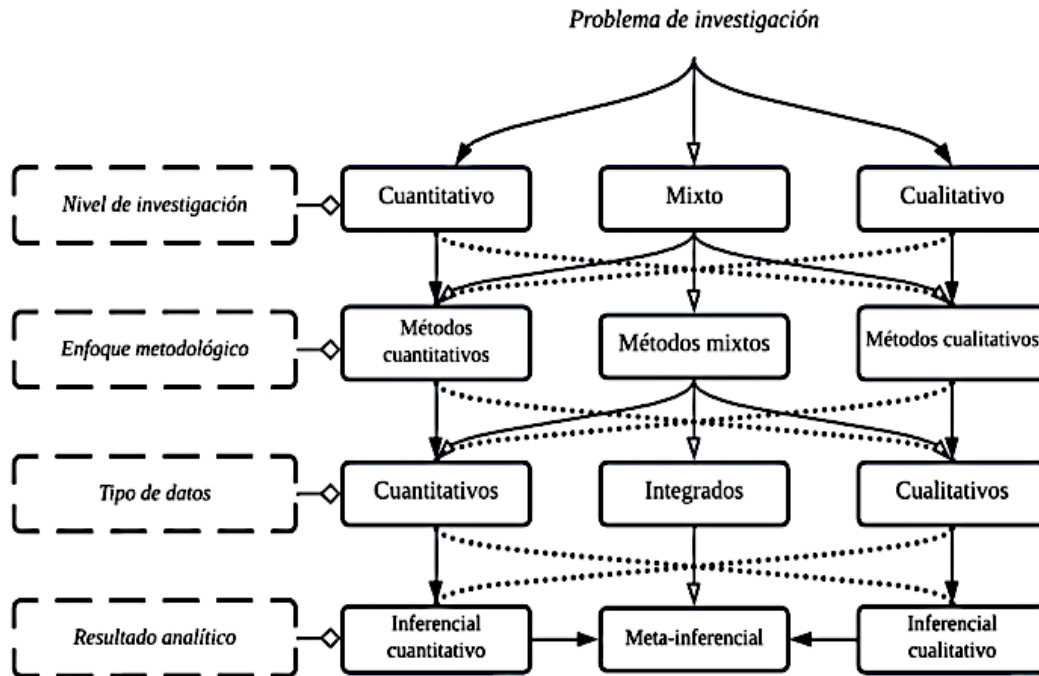 Problema de investigación
Nivel de investigación
Cuantitativo
Mixto
Cualitativo
Enfoque metodológico
Métodos
cuantitativos
Métodos mixtos
Métodos cualitativos
Tipo de datos
Cuantitativos
Integrados
Cualitativos
Resultado analítico
Inferencial
cuantitativo
Meta-inferencial
Inferencial
cualitativo